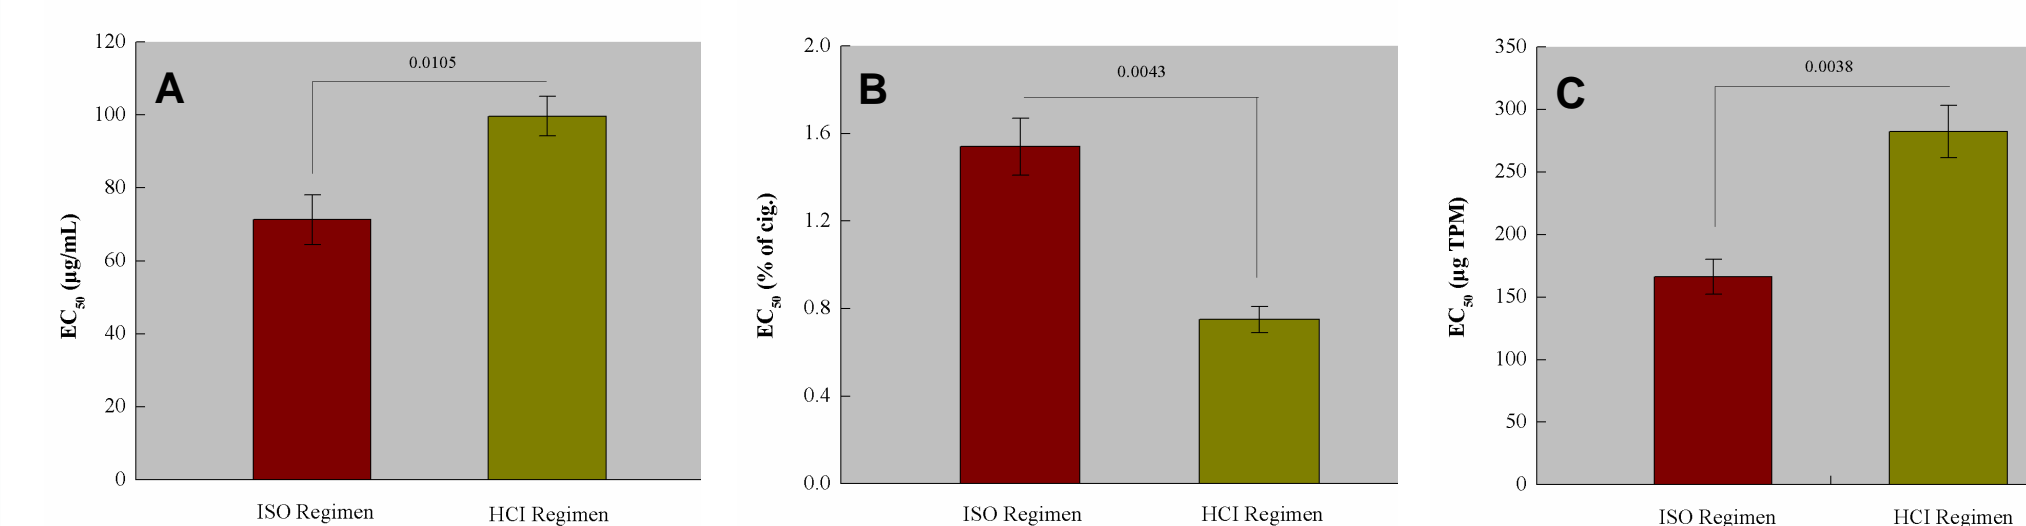 A
0.0105
120
100
80
60
40
20
0
EC50 (µg/mL)
ISO Regimen
HCI Regimen
B
0.0043
2.0
1.6
1.2
0.8
0.4
0.0
EC50 (% of cig.)
ISO Regimen
HCI Regimen
C
0.0038
350
300
250
200
150
100
50
0
EC50 (µg TPM)
ISO Regimen
HCI Regimen